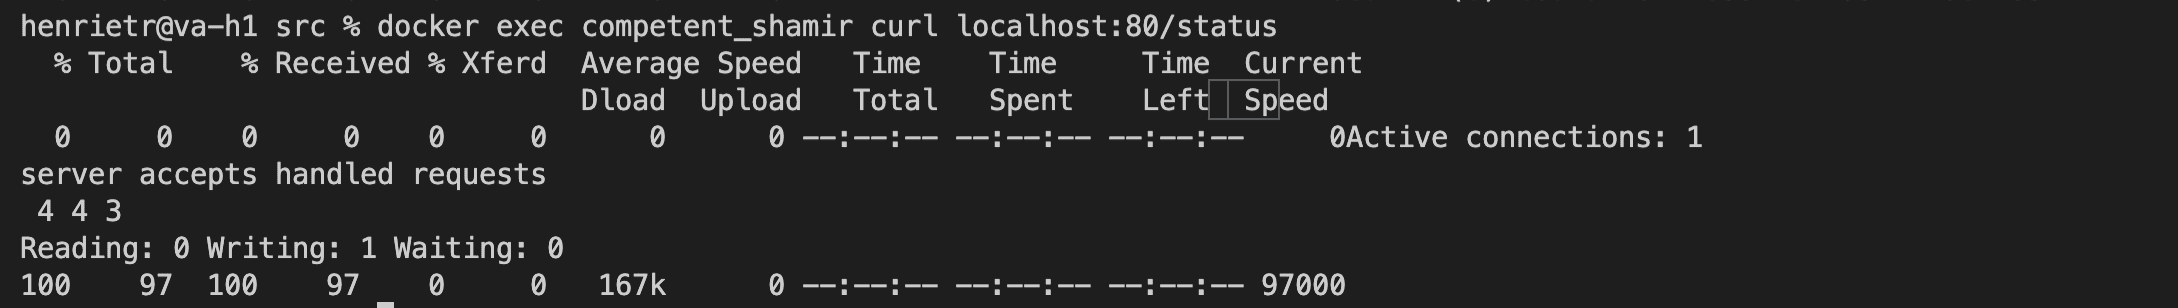 henrietr@va-h1 src % docker exec competent_shamir curl localhost:80/status
  % Total    % Received % Xferd  Average Speed   Time    Time     Time  Current
                                 Dload  Upload   Total   Spent    Left  Speed
  0     0    0     0    0     0      0      0 --:--:-- --:--:-- --:--:--     0Active connections: 1
server accepts handled requests
 4 4 3
Reading: 0 Writing: 1 Waiting: 0
100    97  100    97    0     0   167k      0 --:--:-- --:--:-- --:--:-- 97000